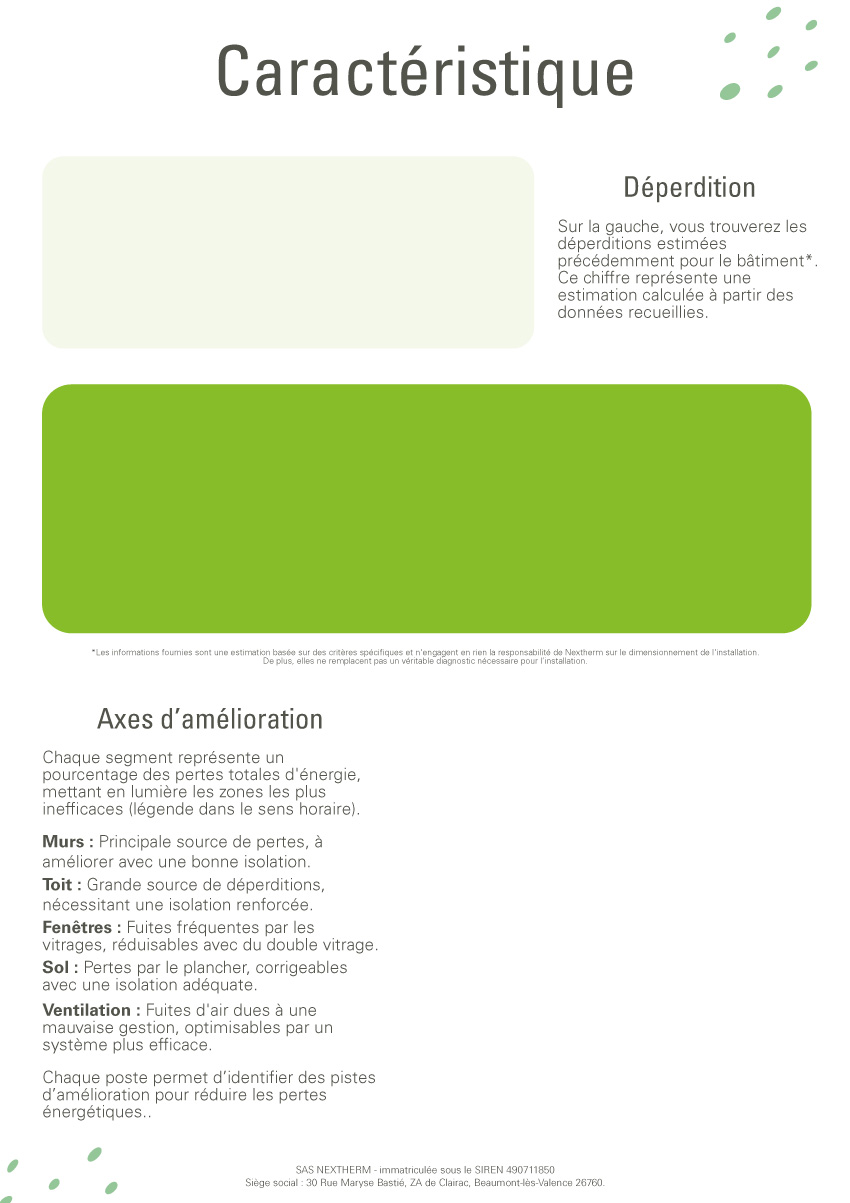 Caractéristique
Déperdition
Sur la gauche, vous trouverez les
déperditions estimées
précédemment pour le bâtiment*.
Ce chiffre représente une
estimation calculée à partir des
données recueillies.
*Les informations fournies sont une estimation basée sur des critères spécifiques et n'engagent en rien la responsabilité de Nextherm sur le dimensionnement de l'installation.
De plus, elles ne remplacent pas un véritable diagnostic nécessaire pour l'installation.
Axes d’amélioration
Chaque segment représente un
pourcentage des pertes totales d'énergie,
mettant en lumière les zones les plus
inefficaces (légende dans le sens horaire).
Murs : Principale source de pertes, à
améliorer avec une bonne isolation.
Toit : Grande source de déperditions,
nécessitant une isolation renforcée.
Fenêtres : Fuites fréquentes par les
vitrages, réduisables avec du double vitrage.
Sol : Pertes par le plancher, corrigeables
avec une isolation adéquate.
Ventilation : Fuites d'air dues à une
mauvaise gestion, optimisables par un
système plus efficace.
Chaque poste permet d’identifier des pistes
d’amélioration pour réduire les pertes
énergétiques..
SAS NEXTHERM - immatriculée sous le SIREN 490711850
Siège social : 30 Rue Maryse Bastié, ZA de Clairac, Beaumont-lès-Valence 26760.